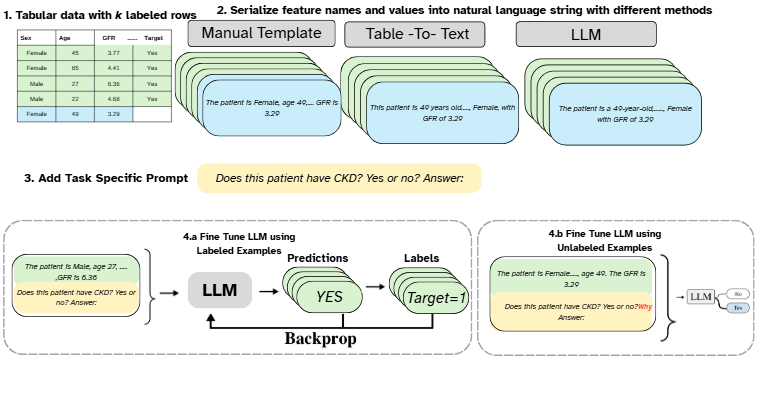 1. Tabular data with k labeled rows
2. Serialize feature names and values into natural language string with different methods
Sex Age GFR ...... Target
Female 45 3.77 Yes
Female 65 4.41 Yes
Male 27 6.36 Yes
Male 22 4.68 Yes
Female 49 3.29
Manual Template
The patient is Female, age 49,... GFR is
3.29
Table -To- Text
This patient is 49 years old...., Female, with
GFR of 3.29
LLM
The patient is a 49-year-old,....., Female
with GFR of 3.29
3. Add Task Specific Prompt
Does this patient have CKD? Yes or no? Answer:
4.a Fine Tune LLM using
Labeled Examples
The patient is Male, age 27, ....
,GFR is 6.36
Does this patient have CKD? Yes or
no? Answer:
LLM
Predictions
YES
Labels
Target=1
Backprop
4.b Fine Tune LLM using
Unlabeled Examples
The patient is Female...., age 49. The GFR is
3.29
Does this patient have CKD? Yes or no?Why
Answer:
LLM
No
Yes